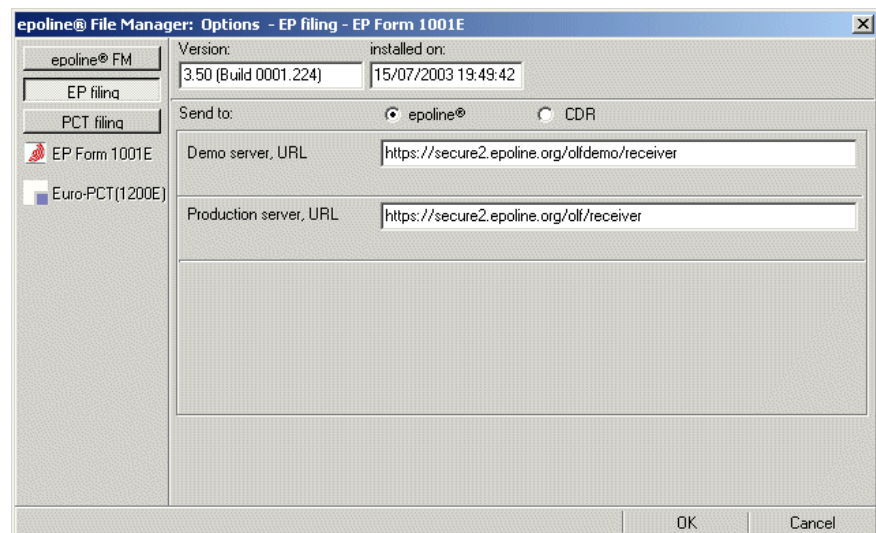 epoline® File Manager: Options - EP filing - EP Form 1001E
epoline® FM
EP filing
PCT filing
EP Form 1001E
Euro-PCT(1200E)
Version:
installed on:
3.50 (Build 0001.224)
15/07/2003 19:49:42
Send to:
epoline®
CDR
Demo server, URL
https://secure2.epoline.org/olfdemo/receiver
Production server, URL
https://secure2.epoline.org/olf/receiver
OK
Cancel